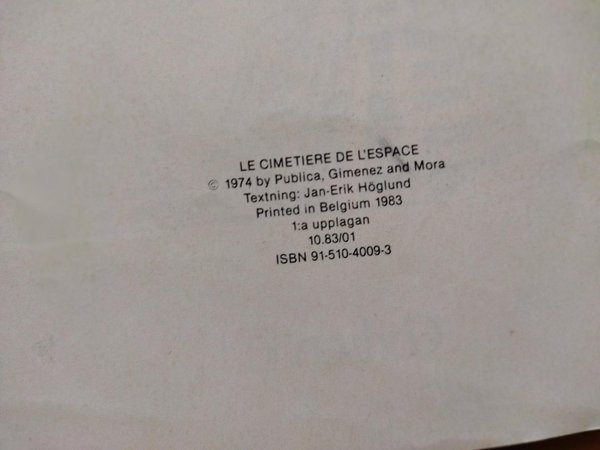 LE CIMETIERE DE L'ESPACE
© 1974 by Publica, Gimenez and Mora
Textning: Jan-Erik Höglund
Printed in Belgium 1983
1:a upplagan
10.83/01
ISBN 91-510-4009-3